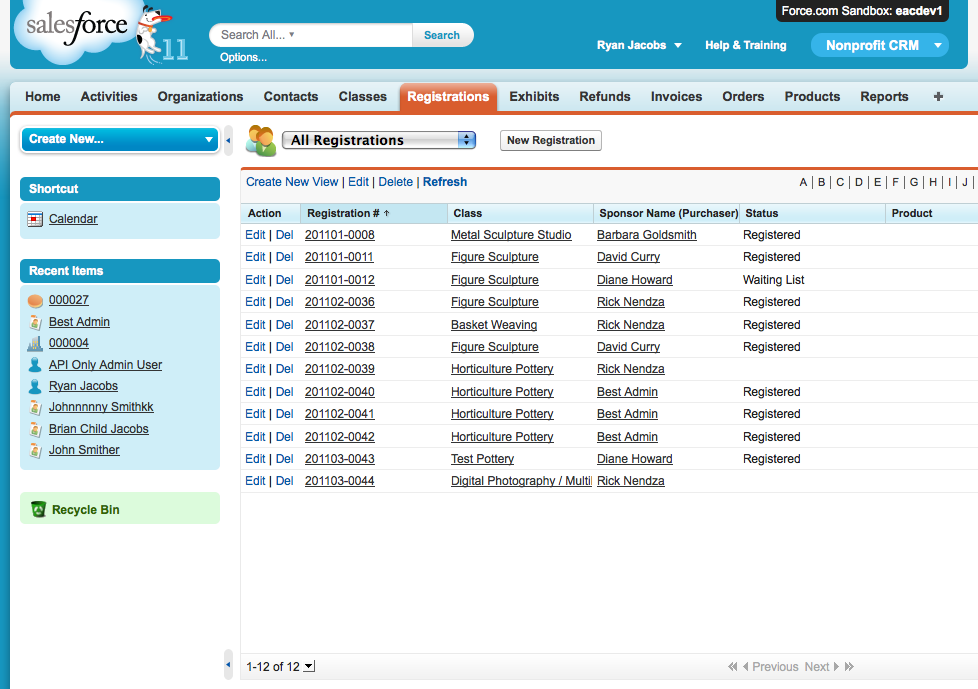 Force.com Sandbox: eacdev1
salesforce 11
Search All... Search
Options...
Ryan Jacobs Help & Training Nonprofit CRM
Home Activities Organizations Contacts Classes Registrations Exhibits Refunds Invoices Orders Products Reports +
Create New...
All Registrations New Registration
Shortcut
Calendar
Recent Items
000027
Best Admin
000004
API Only Admin User
Ryan Jacobs
Johnnnnny Smithkk
Brian Child Jacobs
John Smither
Recycle Bin
Create New View | Edit | Delete | Refresh
A | B | C | D | E | F | G | H | I | J |
Action Registration # ↑ Class Sponsor Name (Purchaser) Status Product
Edit | Del 201101-0008 Metal Sculpture Studio Barbara Goldsmith Registered
Edit | Del 201101-0011 Figure Sculpture David Curry Registered
Edit | Del 201101-0012 Figure Sculpture Diane Howard Waiting List
Edit | Del 201102-0036 Figure Sculpture Rick Nendza Registered
Edit | Del 201102-0037 Basket Weaving Rick Nendza Registered
Edit | Del 201102-0038 Figure Sculpture David Curry Registered
Edit | Del 201102-0039 Horticulture Pottery Rick Nendza
Edit | Del 201102-0040 Horticulture Pottery Best Admin Registered
Edit | Del 201102-0041 Horticulture Pottery Best Admin Registered
Edit | Del 201102-0042 Horticulture Pottery Best Admin Registered
Edit | Del 201103-0043 Test Pottery Diane Howard Registered
Edit | Del 201103-0044 Digital Photography / Multi Rick Nendza
1-12 of 12 Previous Next